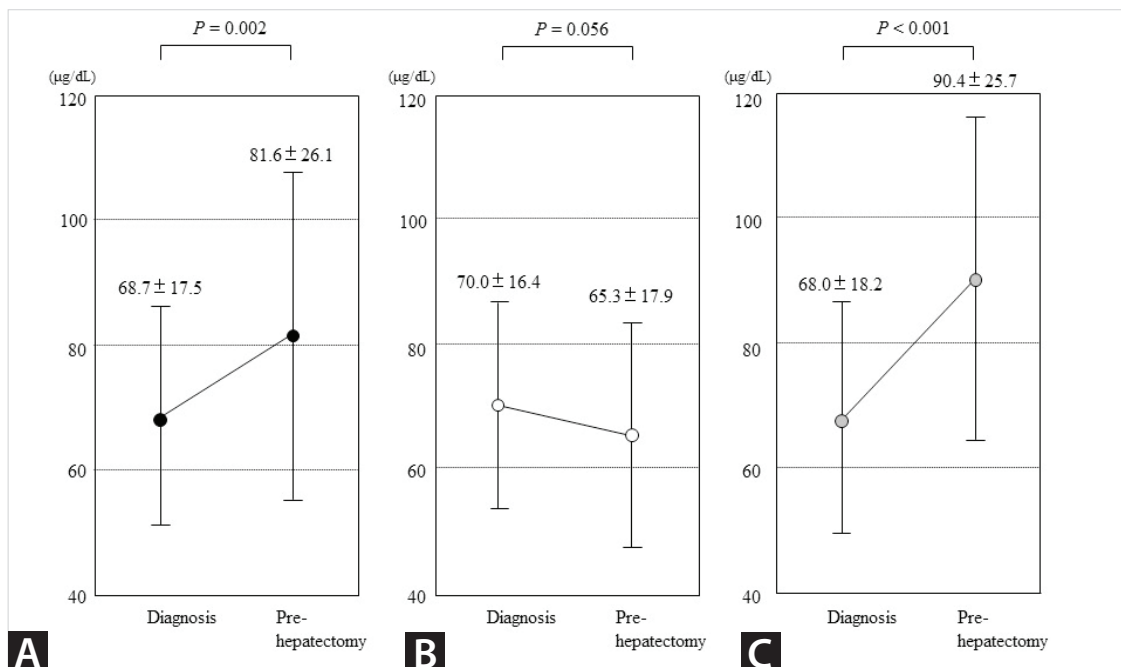 P = 0.002
(µg/dL)
120
100
80
60
40
68.7 ± 17.5
81.6 ± 26.1
Diagnosis
Pre-
hepatectomy
A
P = 0.056
(µg/dL)
120
100
80
60
40
70.0 ± 16.4
65.3 ± 17.9
Diagnosis
Pre-
hepatectomy
B
P < 0.001
(µg/dL)
120
100
80
60
40
68.0 ± 18.2
90.4 ± 25.7
Diagnosis
Pre-
hepatectomy
C